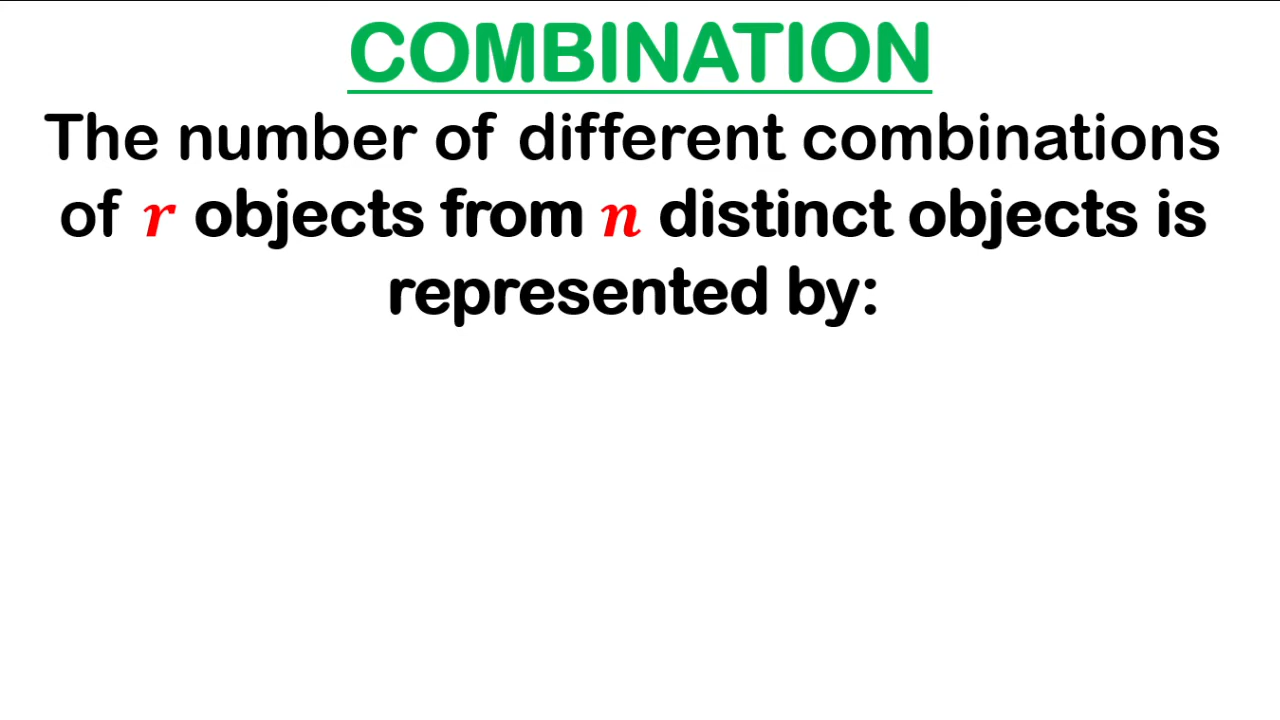 COMBINATION
The number of different combinations
of r objects from n distinct objects is
represented by: